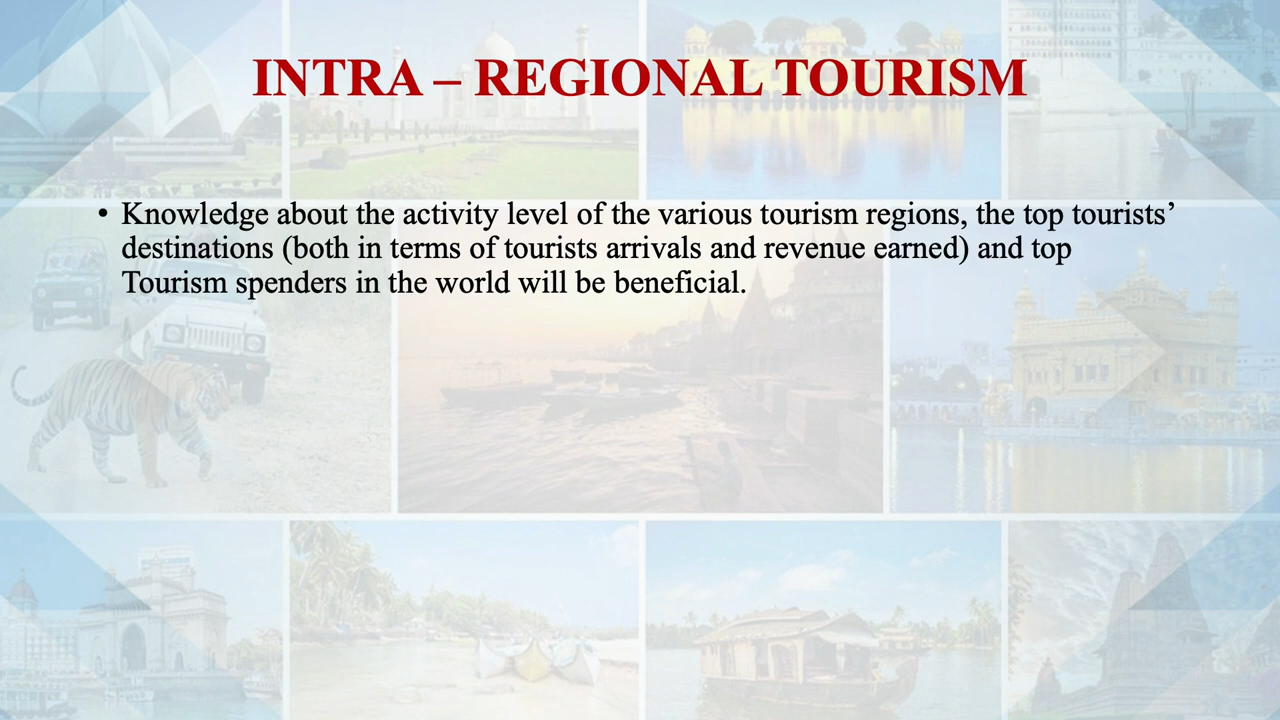 INTRA – REGIONAL TOURISM
• Knowledge about the activity level of the various tourism regions, the top tourists’
destinations (both in terms of tourists arrivals and revenue earned) and top
Tourism spenders in the world will be beneficial.